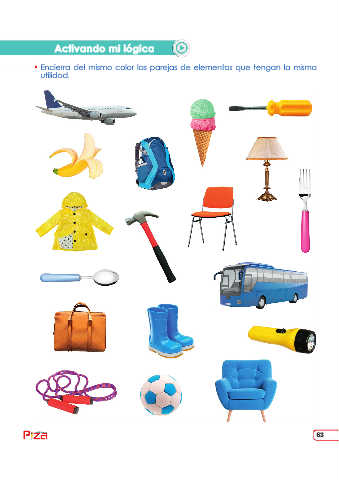 Activando mi lógica
• Encierra del mismo color las parejas de elementos que tengan la misma
utilidad.
Piza
63